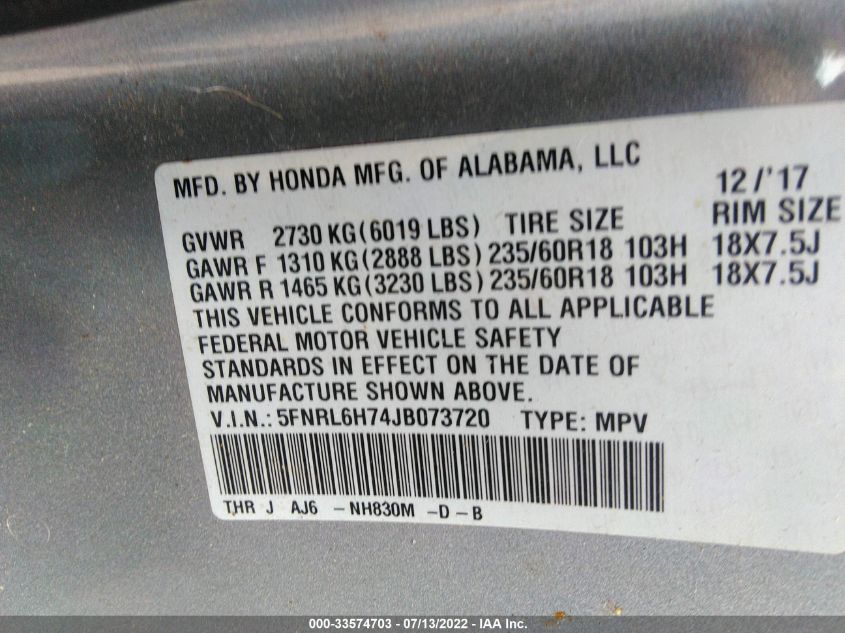 MFD. BY HONDA MFG. OF ALABAMA, LLC 12/'17
GVWR 2730 KG(6019 LBS) TIRE SIZE RIM SIZE
GAWR F 1310 KG(2888 LBS) 235/60R18 103H 18X7.5J
GAWR R 1465 KG(3230 LBS) 235/60R18 103H 18X7.5J
THIS VEHICLE CONFORMS TO ALL APPLICABLE
FEDERAL MOTOR VEHICLE SAFETY
STANDARDS IN EFFECT ON THE DATE OF
MANUFACTURE SHOWN ABOVE.
V.I.N.: 5FNRL6H74JB073720 TYPE: MPV
THR J AJ6 -NH830M -D-B
000-33574703 - 07/13/2022 - IAA Inc.